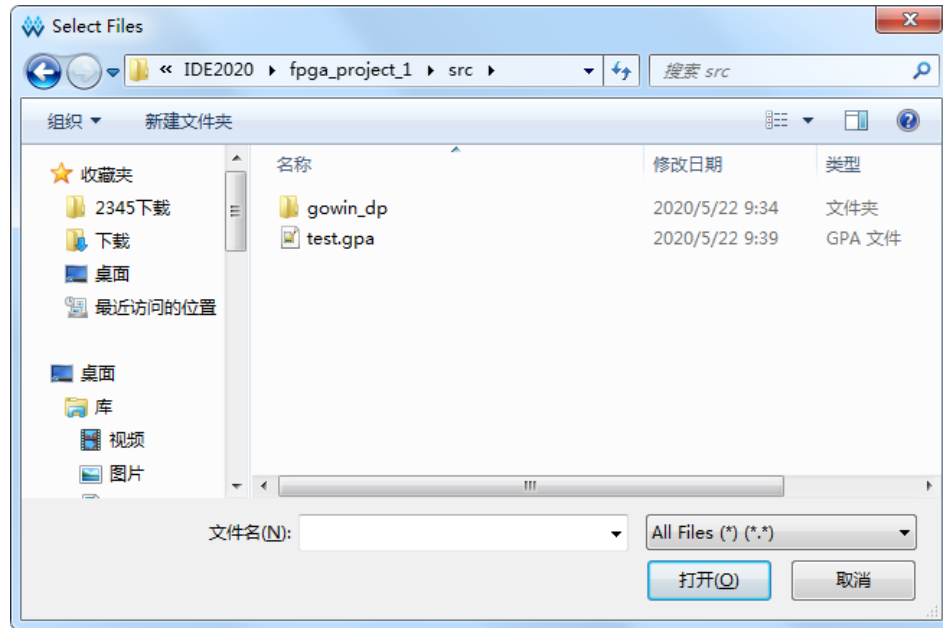 Select Files
« IDE2020 ▸ fpga_project_1 ▸ src ▸
搜索 src
组织 ▼ 新建文件夹
名称 修改日期 类型
收藏夹
2345下载
下载
桌面
最近访问的位置
桌面
库
视频
图片
gowin_dp 2020/5/22 9:34 文件夹
test.gpa 2020/5/22 9:39 GPA 文件
文件名(N):
All Files (*) (*.*)
打开(O) 取消